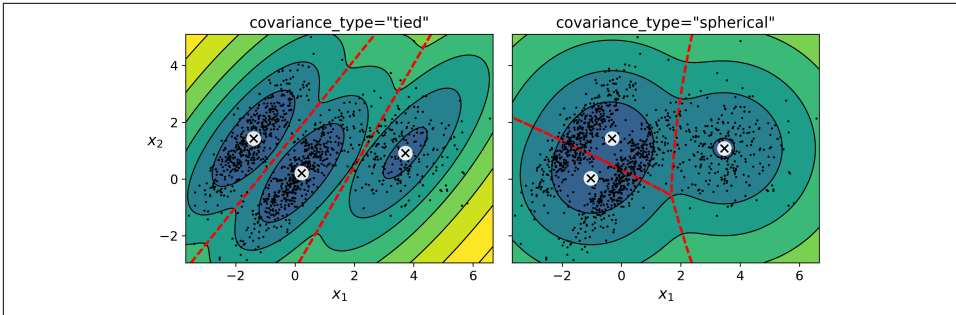 covariance_type="tied" covariance_type="spherical"
4
2
x₂
0
−2
−2 0 2 4 6 −2 0 2 4 6
x₁ x₁